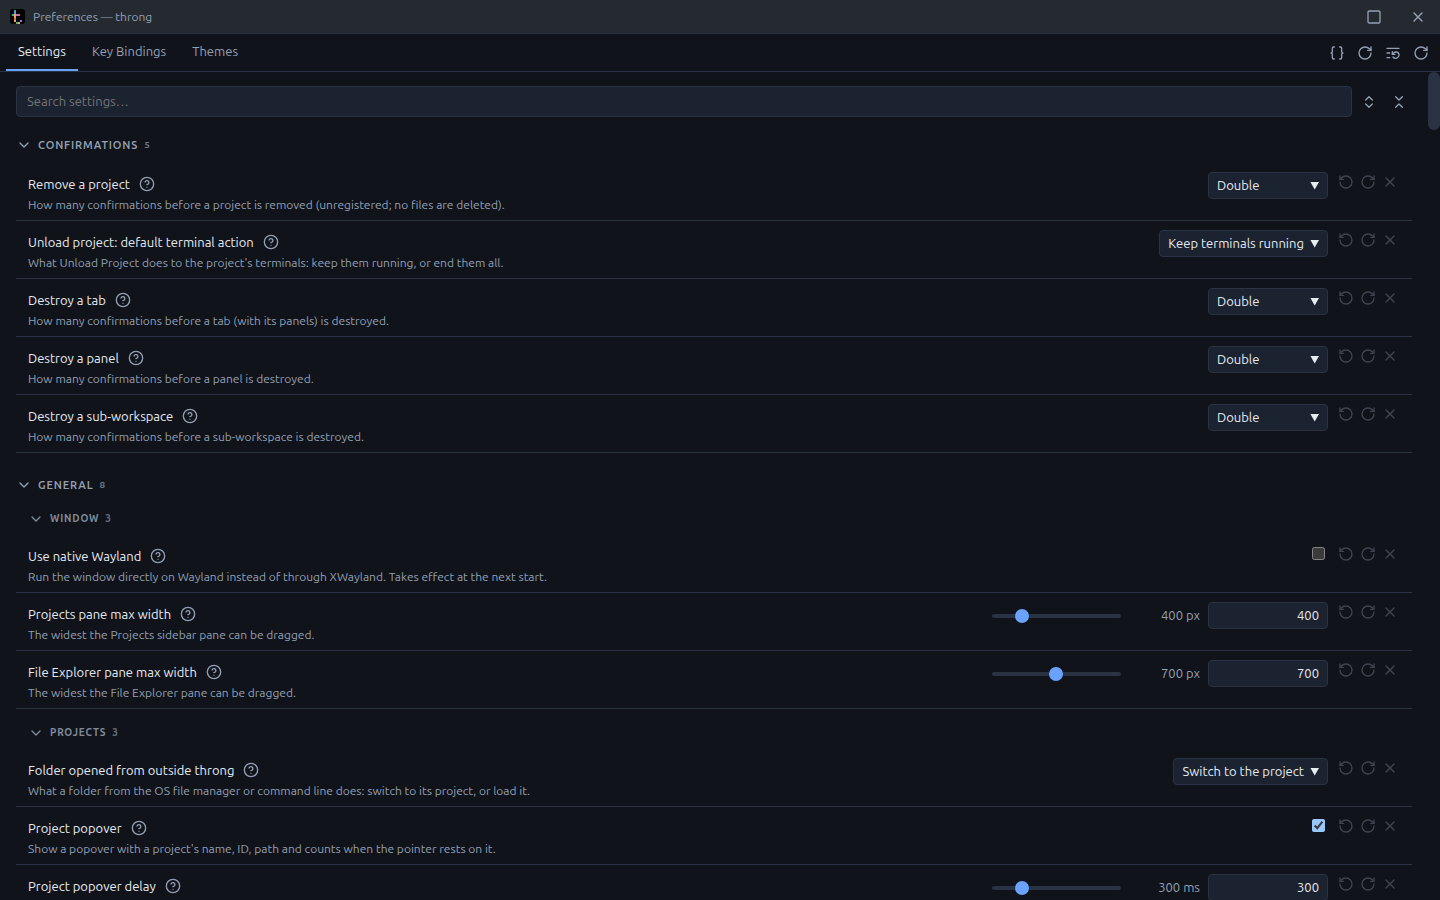 Preferences — throng
Settings
Key Bindings
Themes
Search settings...
CONFIRMATIONS 5
Remove a project
Double
How many confirmations before a project is removed (unregistered; no files are deleted).
Unload project: default terminal action
Keep terminals running
What Unload Project does to the project's terminals: keep them running, or end them all.
Destroy a tab
Double
How many confirmations before a tab (with its panels) is destroyed.
Destroy a panel
Double
How many confirmations before a panel is destroyed.
Destroy a sub-workspace
Double
How many confirmations before a sub-workspace is destroyed.
GENERAL 8
WINDOW 3
Use native Wayland
Run the window directly on Wayland instead of through XWayland. Takes effect at the next start.
Projects pane max width
400 px
400
The widest the Projects sidebar pane can be dragged.
File Explorer pane max width
700 px
700
The widest the File Explorer pane can be dragged.
PROJECTS 3
Folder opened from outside throng
Switch to the project
What a folder from the OS file manager or command line does: switch to its project, or load it.
Project popover
Show a popover with a project's name, ID, path and counts when the pointer rests on it.
Project popover delay
300 ms
300